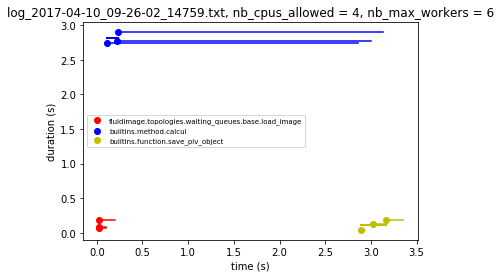 log_2017-04-10_09-26-02_14759.txt, nb_cpus_allowed = 4, nb_max_workers = 6
3.0
2.5
2.0
1.5
1.0
0.5
0.0
duration (s)
fluidimage.topologies.waiting_queues.base.load_image
builtins.method.calcul
builtins.function.save_piv_object
0.0 0.5 1.0 1.5 2.0 2.5 3.0 3.5
time (s)